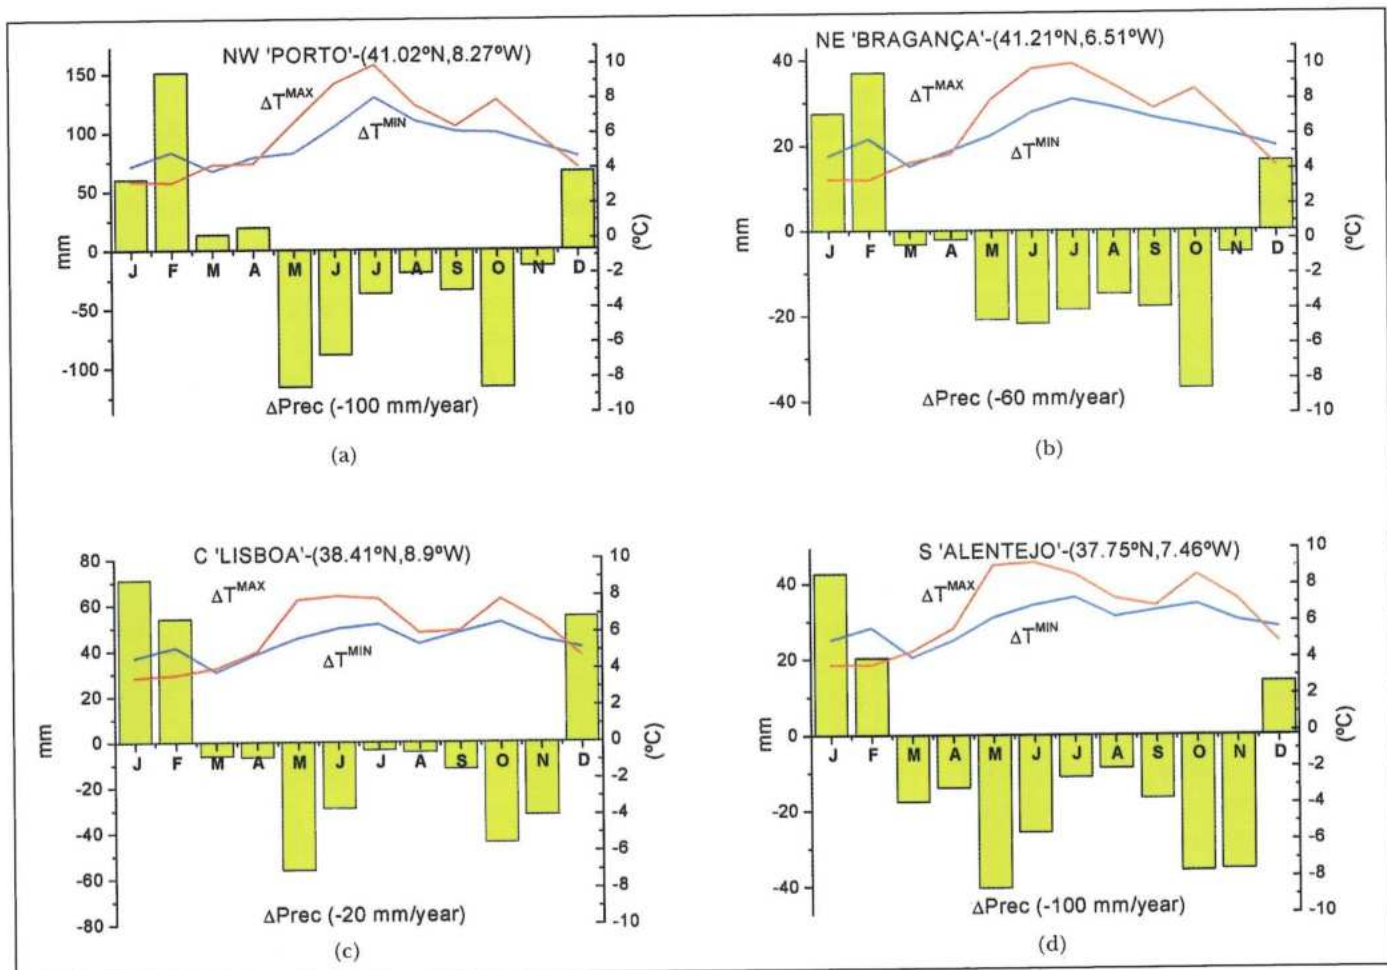 NW 'PORTO'-(41.02ºN,8.27ºW)
ΔT^MAX
ΔT^MIN
150
100
50
0
-50
-100
mm
10
8
6
4
2
0
-2
-4
-6
-8
-10
(ºC)
J F M A M J J A S O N D
ΔPrec (-100 mm/year)
(a)
NE 'BRAGANÇA'-(41.21ºN,6.51ºW)
ΔT^MAX
ΔT^MIN
40
20
0
-20
-40
mm
10
8
6
4
2
0
-2
-4
-6
-8
-10
(ºC)
J F M A M J J A S O N D
ΔPrec (-60 mm/year)
(b)
C 'LISBOA'-(38.41ºN,8.9ºW)
ΔT^MAX
ΔT^MIN
80
60
40
20
0
-20
-40
-60
-80
mm
10
8
6
4
2
0
-2
-4
-6
-8
-10
(ºC)
J F M A M J J A S O N D
ΔPrec (-20 mm/year)
(c)
S 'ALENTEJO'-(37.75ºN,7.46ºW)
ΔT^MAX
ΔT^MIN
40
20
0
-20
-40
mm
10
8
6
4
2
0
-2
-4
-6
-8
-10
(ºC)
J F M A M J J A S O N D
ΔPrec (-100 mm/year)
(d)